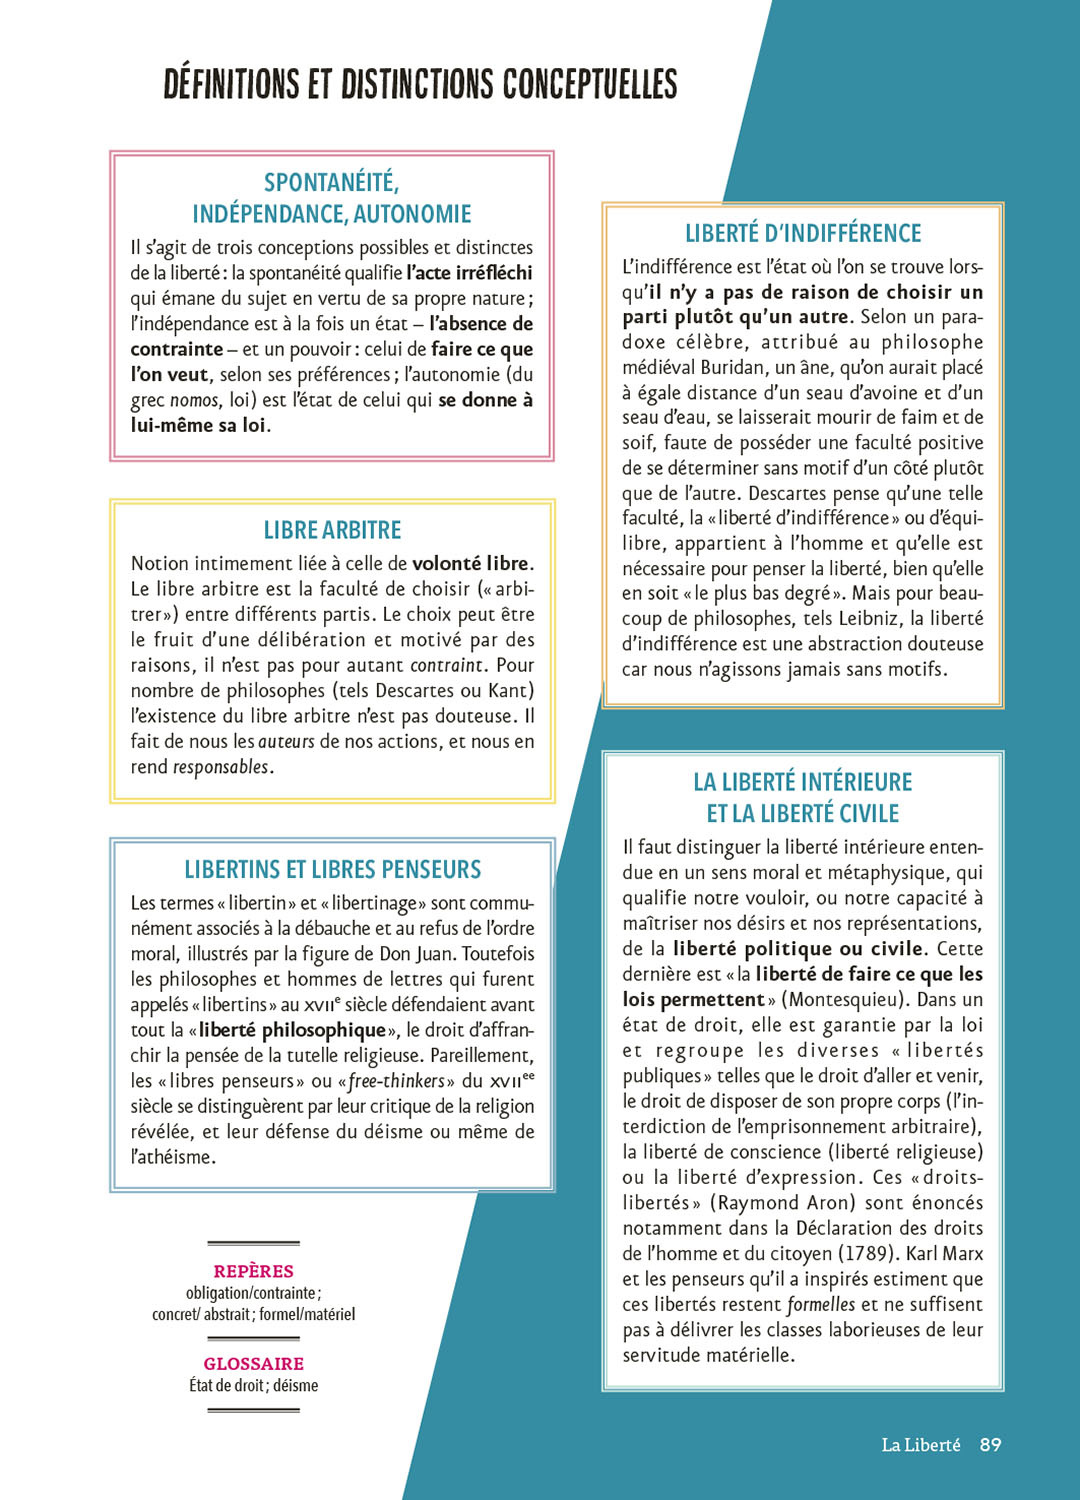 DÉFINITIONS ET DISTINCTIONS CONCEPTUELLES
SPONTANÉITÉ,
INDÉPENDANCE, AUTONOMIE
Il s'agit de trois conceptions possibles et distinctes
de la liberté : la spontanéité qualifie l'acte irréfléchi
qui émane du sujet en vertu de sa propre nature ;
l'indépendance est à la fois un état – l'absence de
contrainte – et un pouvoir : celui de faire ce que
l'on veut, selon ses préférences ; l'autonomie (du
grec nomos, loi) est l'état de celui qui se donne à
lui-même sa loi.
LIBRE ARBITRE
Notion intimement liée à celle de volonté libre.
Le libre arbitre est la faculté de choisir (« arbi-
trer») entre différents partis. Le choix peut être
le fruit d'une délibération et motivé par des
raisons, il n'est pas pour autant contraint. Pour
nombre de philosophes (tels Descartes ou Kant)
l'existence du libre arbitre n'est pas douteuse. Il
fait de nous les auteurs de nos actions, et nous en
rend responsables.
LIBERTINS ET LIBRES PENSEURS
Les termes « libertin » et « libertinage» sont commu-
nément associés à la débauche et au refus de l'ordre
moral, illustrés par la figure de Don Juan. Toutefois
les philosophes et hommes de lettres qui furent
appelés «libertins» au XVIIe siècle défendaient avant
tout la «liberté philosophique», le droit d'affran-
chir la pensée de la tutelle religieuse. Pareillement,
les «libres penseurs» ou «free-thinkers» du XVIIee
siècle se distinguèrent par leur critique de la religion
révélée, et leur défense du déisme ou même de
l'athéisme.
REPÈRES
obligation/contrainte ;
concret/ abstrait ; formel/matériel
GLOSSAIRE
État de droit ; déisme
LIBERTÉ D'INDIFFÉRENCE
L'indifférence est l'état où l'on se trouve lors-
qu'il n'y a pas de raison de choisir un
parti plutôt qu'un autre. Selon un para-
doxe célèbre, attribué au philosophe
médiéval Buridan, un âne, qu'on aurait placé
à égale distance d'un seau d'avoine et d'un
seau d'eau, se laisserait mourir de faim et de
soif, faute de posséder une faculté positive
de se déterminer sans motif d'un côté plutôt
que de l'autre. Descartes pense qu'une telle
faculté, la «liberté d'indifférence» ou d'équi-
libre, appartient à l'homme et qu'elle est
nécessaire pour penser la liberté, bien qu'elle
en soit «le plus bas degré». Mais pour beau-
coup de philosophes, tels Leibniz, la liberté
d'indifférence est une abstraction douteuse
car nous n'agissons jamais sans motifs.
LA LIBERTÉ INTÉRIEURE
ET LA LIBERTÉ CIVILE
Il faut distinguer la liberté intérieure enten-
due en un sens moral et métaphysique, qui
qualifie notre vouloir, ou notre capacité à
maîtriser nos désirs et nos représentations,
de la liberté politique ou civile. Cette
dernière est «la liberté de faire ce que les
lois permettent» (Montesquieu). Dans un
état de droit, elle est garantie par la loi
et regroupe les diverses «libertés
publiques» telles que le droit d'aller et venir,
le droit de disposer de son propre corps (l'in-
terdiction de l'emprisonnement arbitraire),
la liberté de conscience (liberté religieuse)
ou la liberté d'expression. Ces «droits-
libertés» (Raymond Aron) sont énoncés
notamment dans la Déclaration des droits
de l'homme et du citoyen (1789). Karl Marx
et les penseurs qu'il a inspirés estiment que
ces libertés restent formelles et ne suffisent
pas à délivrer les classes laborieuses de leur
servitude matérielle.
La Liberté 89